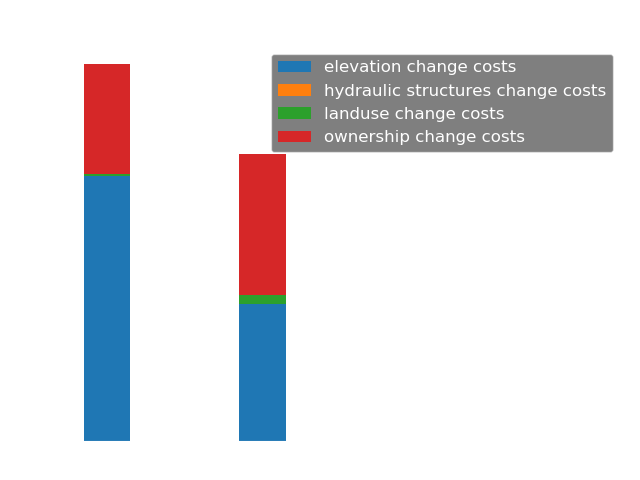 elevation change costs
hydraulic structures change costs
landuse change costs
ownership change costs